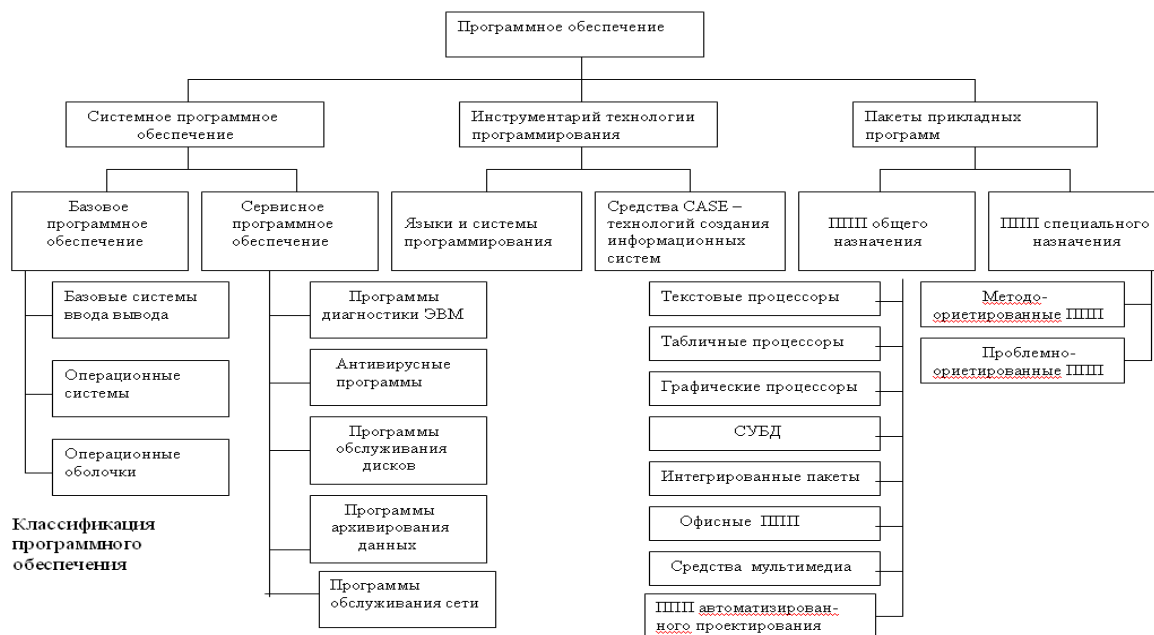 Программное обеспечение
Системное программное
обеспечение
Инструментарий технологии
программирования
Пакеты прикладных
программ
Базовое
программное
обеспечение
Сервисное
программное
обеспечение
Языки и системы
программирования
Средства CASE –
технологий создания
информационных
систем
ППП общего
назначения
ППП специального
назначения
Базовые системы
ввода вывода
Операционные
системы
Операционные
оболочки
Программы
диагностики ЭВМ
Антивирусные
программы
Программы
обслуживания
дисков
Программы
архивирования
данных
Программы
обслуживания сети
Текстовые процессоры
Табличные процессоры
Графические процессоры
СУБД
Интегрированные пакеты
Офисные ППП
Средства мультимедиа
ППП автоматизирован-
ного проектирования
Методо-
ориетированные ППП
Проблемно-
ориетированные ППП
Классификация
программного
обеспечения